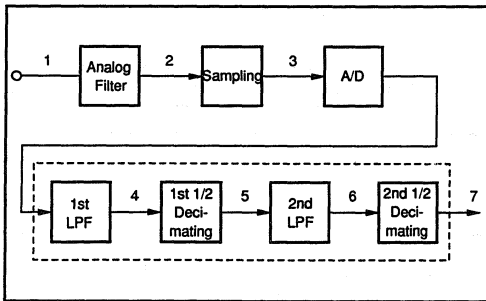 1
Analog
Filter
2
Sampling
3
A/D
1st
LPF
4
1st 1/2
Deci-
mating
5
2nd
LPF
6
2nd 1/2
Deci-
mating
7